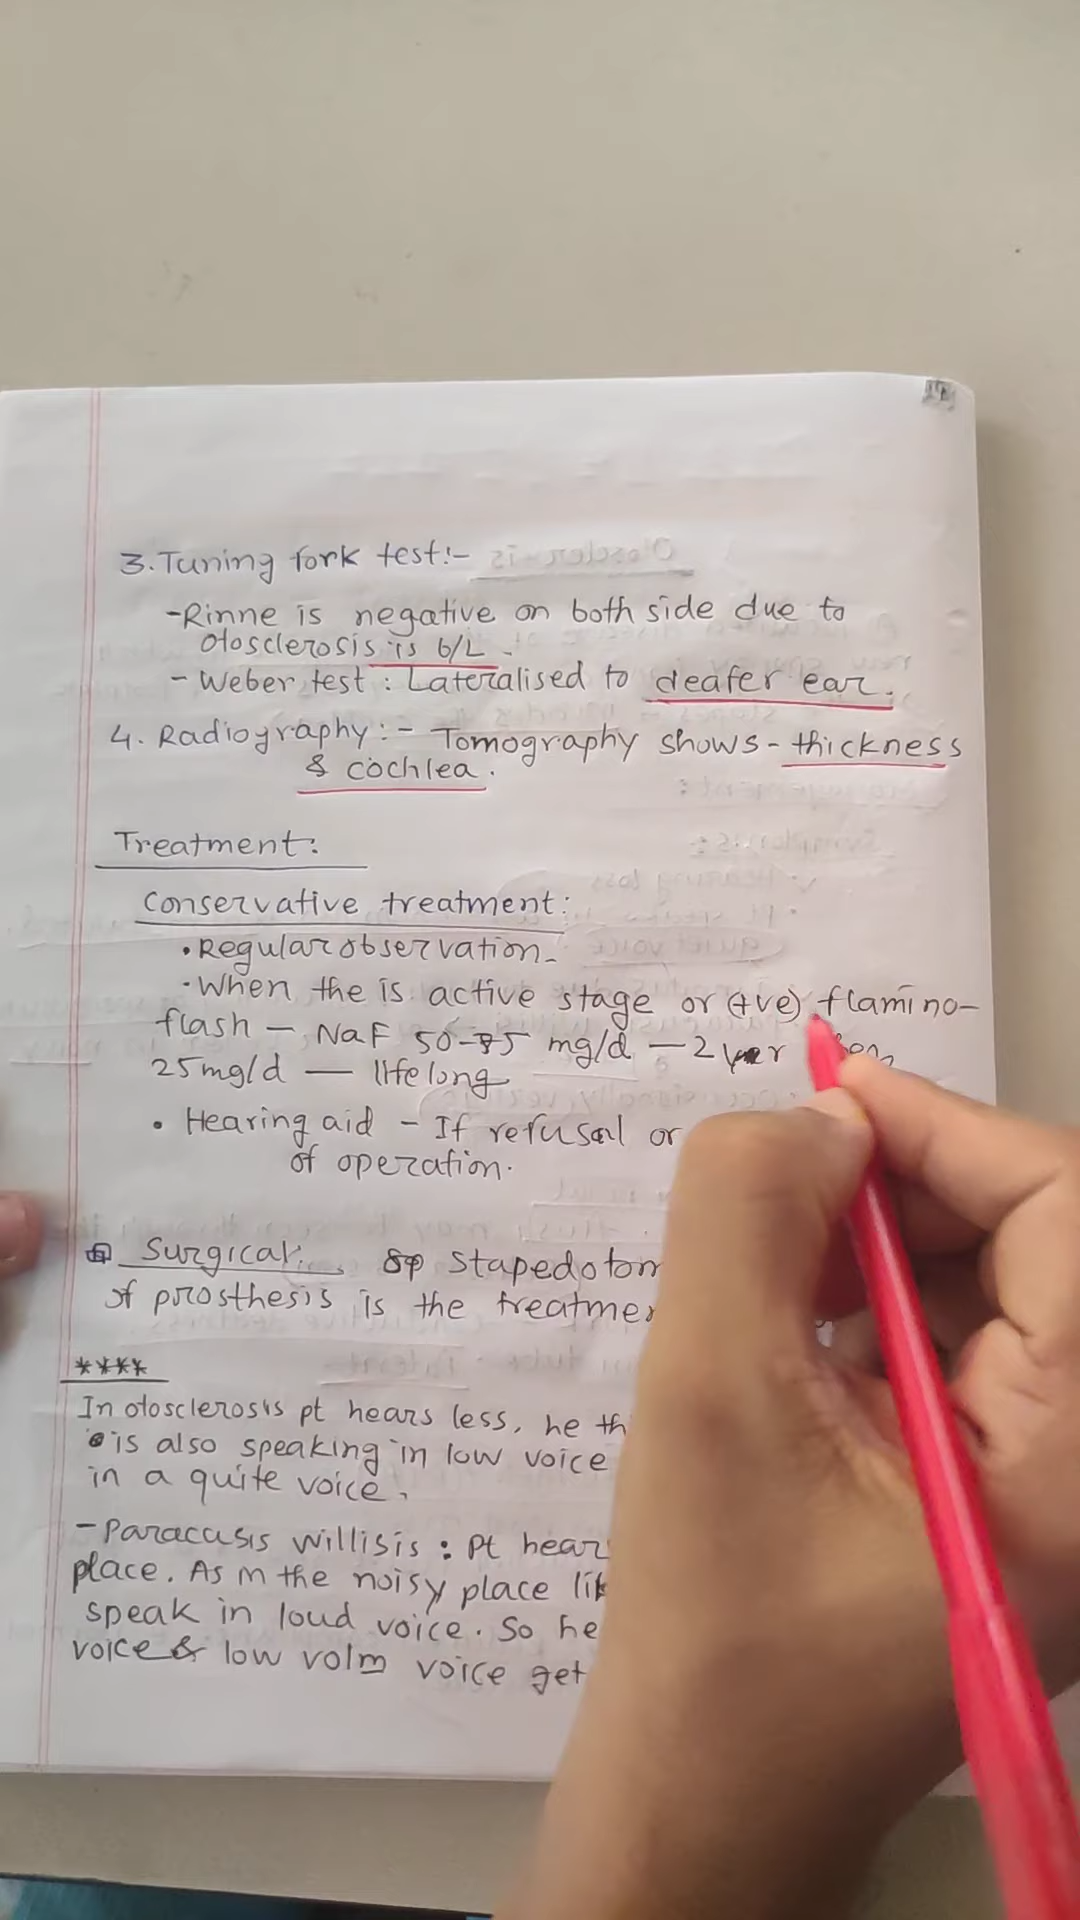 3. Tuning fork test:-
-Rinne is negative on both side due to
otosclerosis is b/L.
- Weber test : Lateralised to deafer ear.
4. Radiography:- Tomography shows - thickness
& cochlea.
Treatment:
Conservative treatment:
• Regular observation.
• When the is active stage or (+ve) flamino-
flash — NaF 50-75 mg/d — 2
25mg/d — lifelong
• Hearing aid - If refusal or
of operation.
Surgical: Stapedotom
of prosthesis is the treatmen
****
In otosclerosis pt hears less, he th
is also speaking in low voice
in a quite voice.
- Paracusis willisis : Pt hear
place. As in the noisy place lik
speak in loud voice. So he
voice & low volm voice get